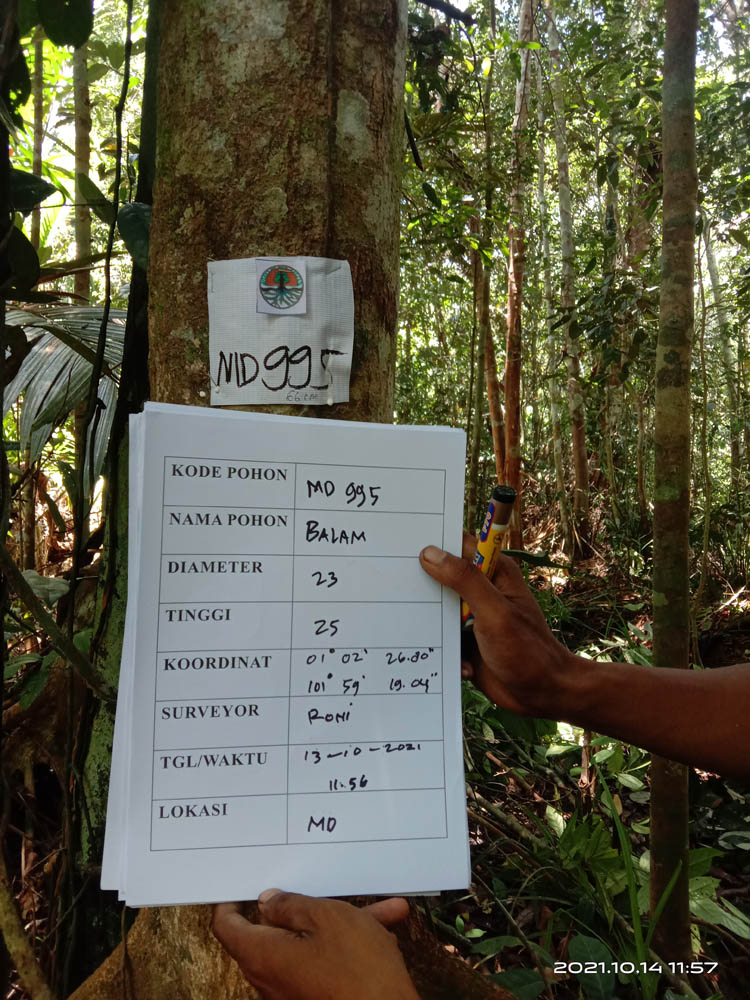 MD 995
66 cm
KODE POHON MD 995
NAMA POHON BALAM
DIAMETER 23
TINGGI 25
KOORDINAT 01° 02' 26.80"
101° 59' 19.04"
SURVEYOR RONI
TGL/WAKTU 13-10-2021
11.56
LOKASI MD
2021.10.14 11:57